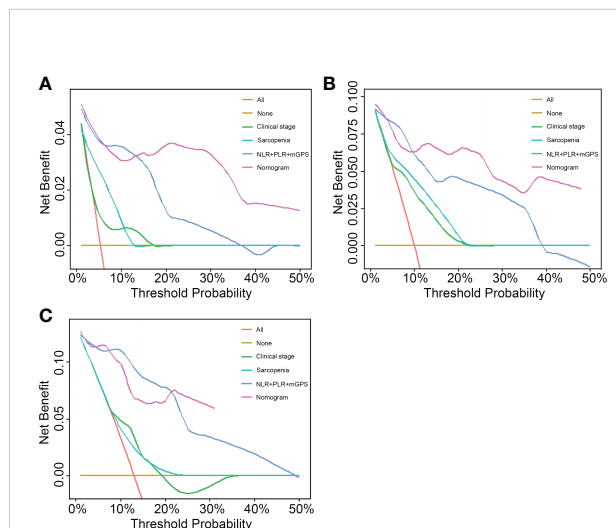 A
Net Benefit
0.04
0.02
0.00
All
None
Clinical stage
Sarcopenia
NLR+PLR+mGPS
Nomogram
0% 10% 20% 30% 40% 50%
Threshold Probability
B
Net Benefit
0.100
0.075
0.050
0.025
0.000
All
None
Clinical stage
Sarcopenia
NLR+PLR+mGPS
Nomogram
0% 10% 20% 30% 40% 50%
Threshold Probability
C
Net Benefit
0.10
0.05
0.00
All
None
Clinical stage
Sarcopenia
NLR+PLR+mGPS
Nomogram
0% 10% 20% 30% 40% 50%
Threshold Probability